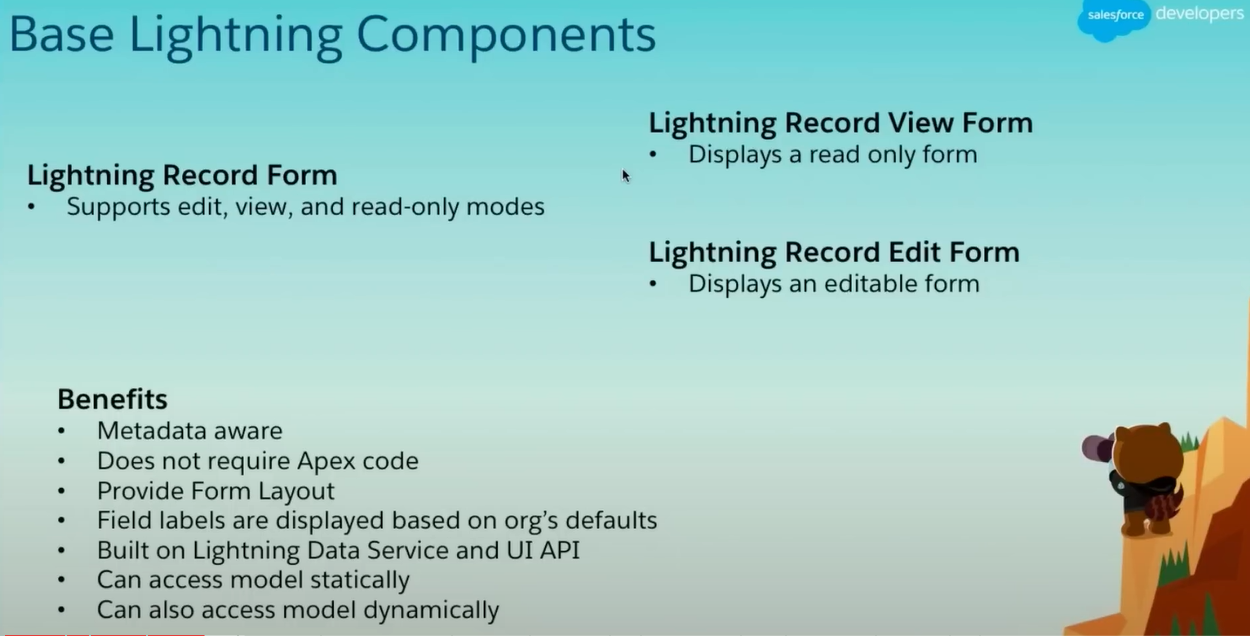 Base Lightning Components
salesforce developers
Lightning Record Form
• Supports edit, view, and read-only modes
Lightning Record View Form
• Displays a read only form
Lightning Record Edit Form
• Displays an editable form
Benefits
• Metadata aware
• Does not require Apex code
• Provide Form Layout
• Field labels are displayed based on org’s defaults
• Built on Lightning Data Service and UI API
• Can access model statically
• Can also access model dynamically